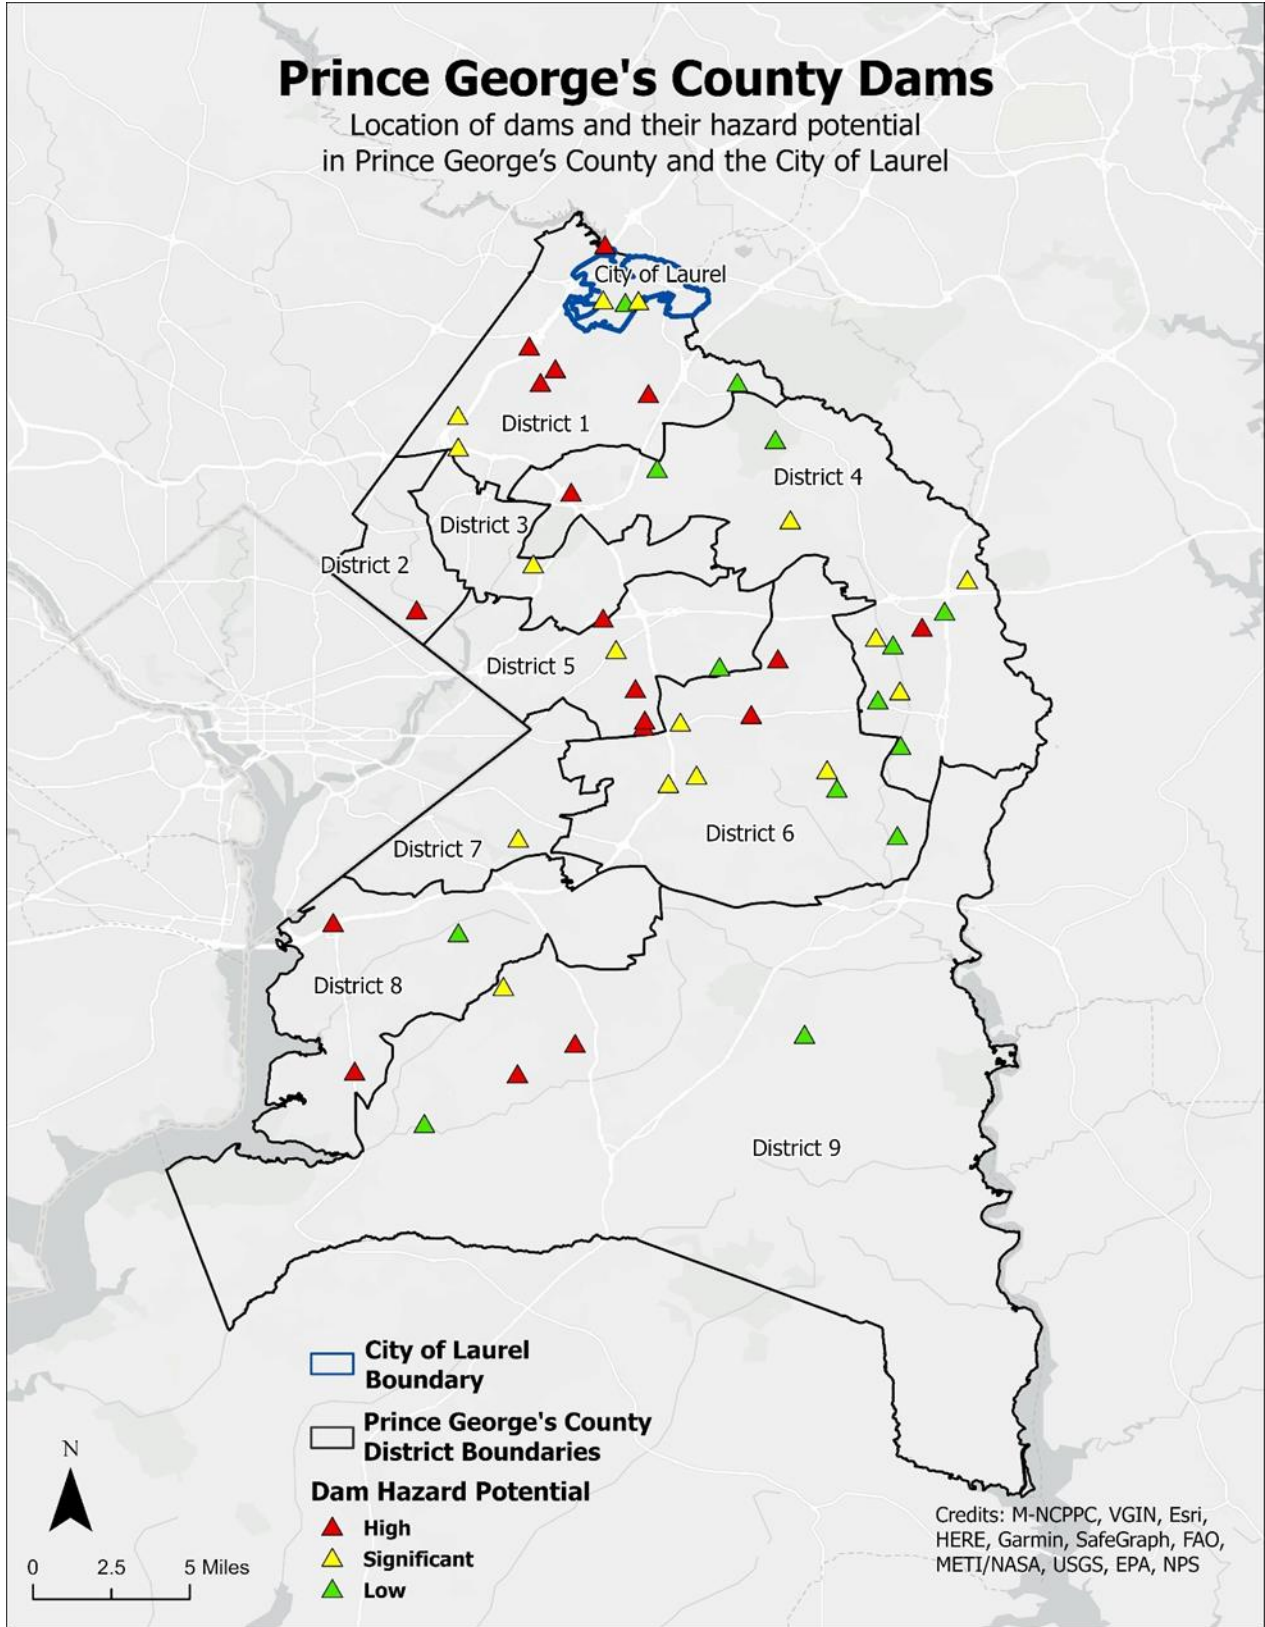 Prince George's County Dams
Location of dams and their hazard potential
in Prince George’s County and the City of Laurel
City of Laurel
District 1
District 4
District 3
District 2
District 5
District 6
District 7
District 8
District 9
City of Laurel
Boundary
Prince George's County
District Boundaries
Dam Hazard Potential
High
Significant
Low
N
0 2.5 5 Miles
Credits: M-NCPPC, VGIN, Esri,
HERE, Garmin, SafeGraph, FAO,
METI/NASA, USGS, EPA, NPS